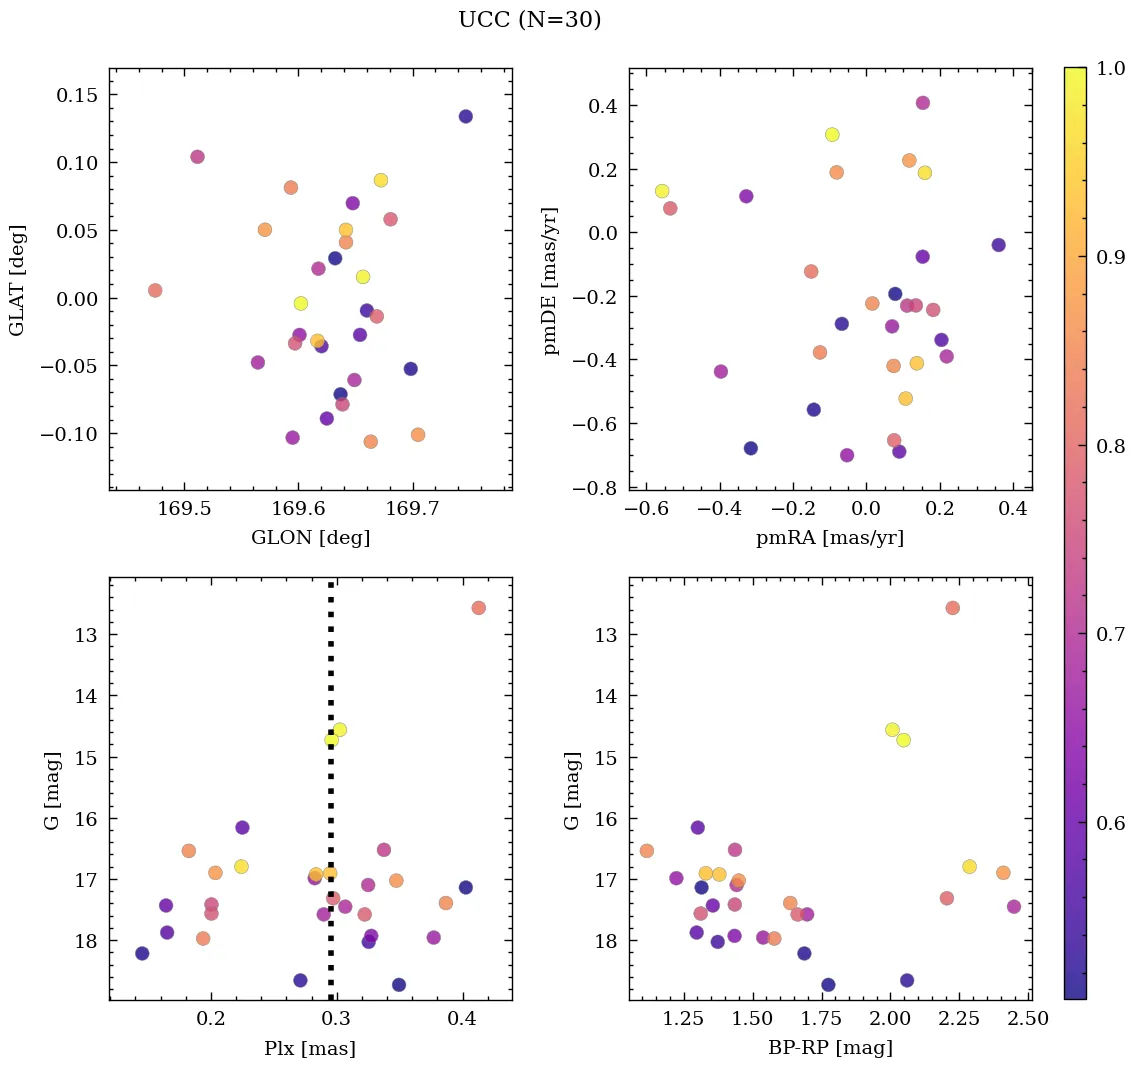 UCC (N=30)
0.15
0.10
0.05
0.00
−0.05
−0.10
GLAT [deg]
169.5 169.6 169.7
GLON [deg]
0.4
0.2
0.0
−0.2
−0.4
−0.6
−0.8
pmDE [mas/yr]
−0.6 −0.4 −0.2 0.0 0.2 0.4
pmRA [mas/yr]
13
14
15
16
17
18
G [mag]
0.2 0.3 0.4
Plx [mas]
13
14
15
16
17
18
G [mag]
1.25 1.50 1.75 2.00 2.25 2.50
BP-RP [mag]
1.0
0.9
0.8
0.7
0.6